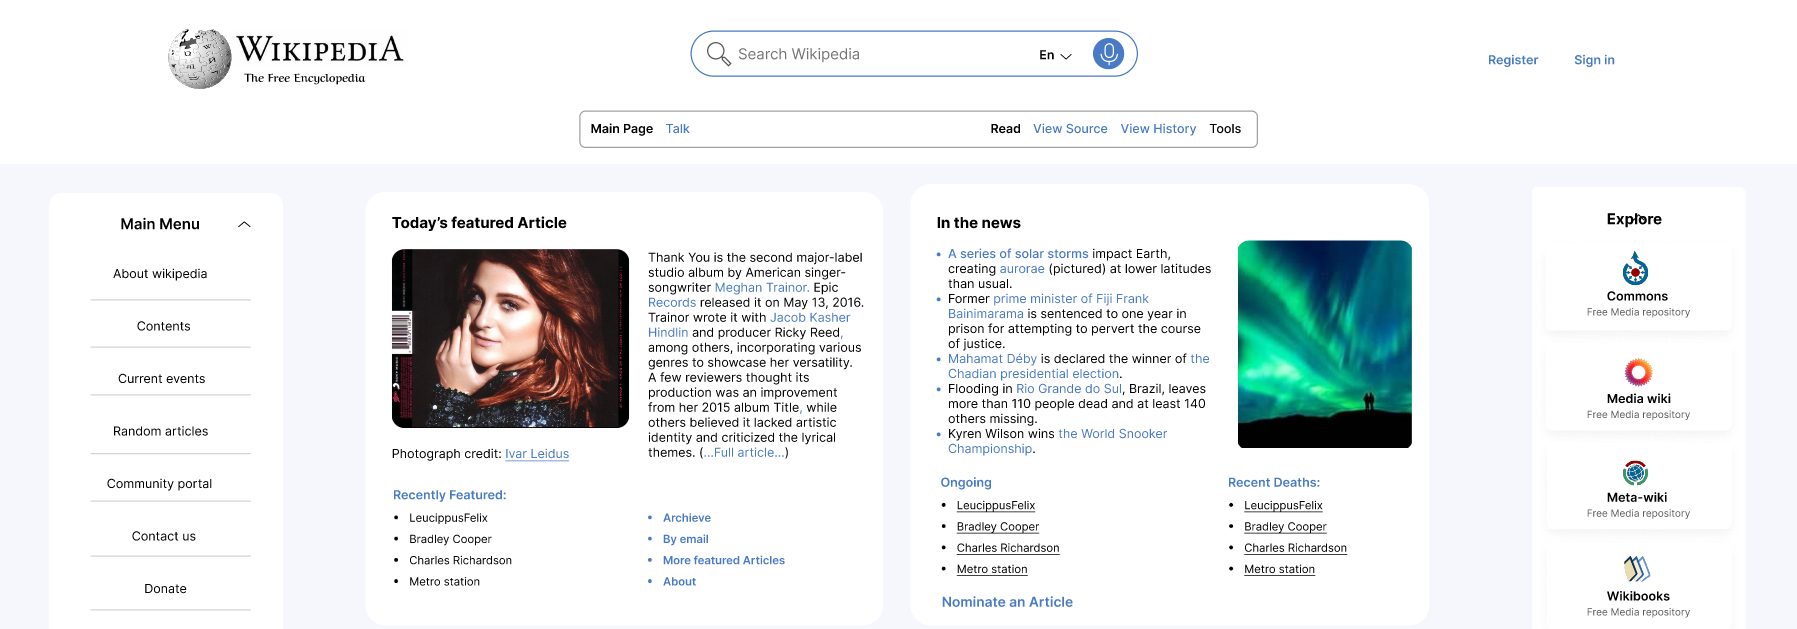 WIKIPEDIA
The Free Encyclopedia
Search Wikipedia
En
Register
Sign in
Main Page
Talk
Read
View Source
View History
Tools
Main Menu
About wikipedia
Contents
Current events
Random articles
Community portal
Contact us
Donate
Today's featured Article
Thank You is the second major-label
studio album by American singer-
songwriter Meghan Trainor. Epic
Records released it on May 13, 2016.
Trainor wrote it with Jacob Kasher
Hindlin and producer Ricky Reed,
among others, incorporating various
genres to showcase her versatility.
A few reviewers thought its
production was an improvement
from her 2015 album Title, while
others believed it lacked artistic
identity and criticized the lyrical
themes. (...Full article...)
Photograph credit: Ivar Leidus
Recently Featured:
• LeucippusFelix
• Bradley Cooper
• Charles Richardson
• Metro station
• Archieve
• By email
• More featured Articles
• About
In the news
• A series of solar storms impact Earth,
creating aurorae (pictured) at lower latitudes
than usual.
• Former prime minister of Fiji Frank
Bainimarama is sentenced to one year in
prison for attempting to pervert the course
of justice.
• Mahamat Déby is declared the winner of the
Chadian presidential election.
• Flooding in Rio Grande do Sul, Brazil, leaves
more than 110 people dead and at least 140
others missing.
• Kyren Wilson wins the World Snooker
Championship.
Ongoing
• LeucippusFelix
• Bradley Cooper
• Charles Richardson
• Metro station
Recent Deaths:
• LeucippusFelix
• Bradley Cooper
• Charles Richardson
• Metro station
Nominate an Article
Explore
Commons
Free Media repository
Media wiki
Free Media repository
Meta-wiki
Free Media repository
Wikibooks
Free Media repository